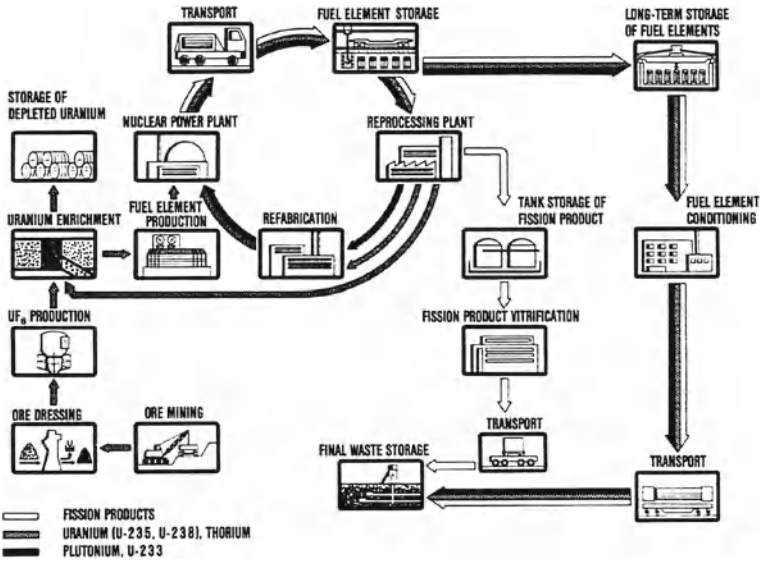 TRANSPORT
FUEL ELEMENT STORAGE
LONG-TERM STORAGE
OF FUEL ELEMENTS
STORAGE OF
DEPLETED URANIUM
NUCLEAR POWER PLANT
REPROCESSING PLANT
URANIUM ENRICHMENT
FUEL ELEMENT
PRODUCTION
REFABRICATION
TANK STORAGE OF
FISSION PRODUCT
FUEL ELEMENT
CONDITIONING
UF₆ PRODUCTION
FISSION PRODUCT VITRIFICATION
ORE DRESSING
ORE MINING
TRANSPORT
FINAL WASTE STORAGE
TRANSPORT
FISSION PRODUCTS
URANIUM (U-235, U-238), THORIUM
PLUTONIUM, U-233